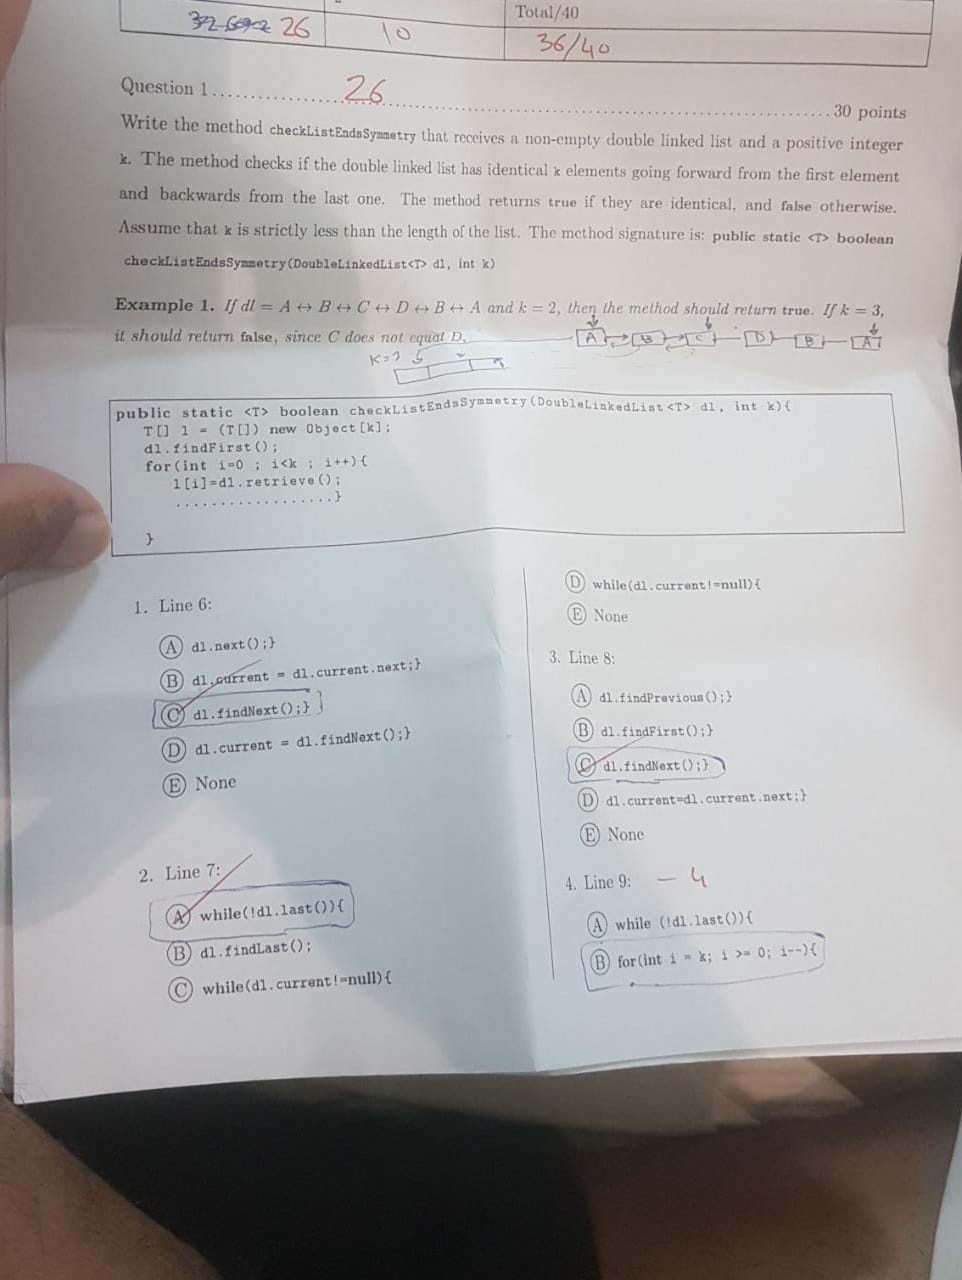 Total/40
26
10
36/40
Question 1 26 30 points
Write the method checkListEndsSymmetry that receives a non-empty double linked list and a positive integer
k. The method checks if the double linked list has identical k elements going forward from the first element
and backwards from the last one. The method returns true if they are identical, and false otherwise.
Assume that k is strictly less than the length of the list. The method signature is: public static <T> boolean
checkListEndsSymmetry(DoubleLinkedList<T> dl, int k)
Example 1. If dl = A ↔ B ↔ C ↔ D ↔ B ↔ A and k = 2, then the method should return true. If k = 3,
it should return false, since C does not equal D.
A B C D B A
public static <T> boolean checkListEndsSymmetry(DoubleLinkedList<T> dl, int k){
T[] l = (T[]) new Object[k];
dl.findFirst();
for(int i=0 ; i<k ; i++){
l[i]=dl.retrieve();
..................}
}
1. Line 6:
A dl.next();}
B dl.current = dl.current.next;}
C dl.findNext();}
D dl.current = dl.findNext();}
E None
2. Line 7:
A while(!dl.last()){
B dl.findLast();
C while(dl.current!=null){
D while(dl.current!=null){
E None
3. Line 8:
A dl.findPrevious();}
B dl.findFirst();}
C dl.findNext();}
D dl.current=dl.current.next;}
E None
4. Line 9: - 4
A while (!dl.last()){
B for(int i = k; i >= 0; i--){